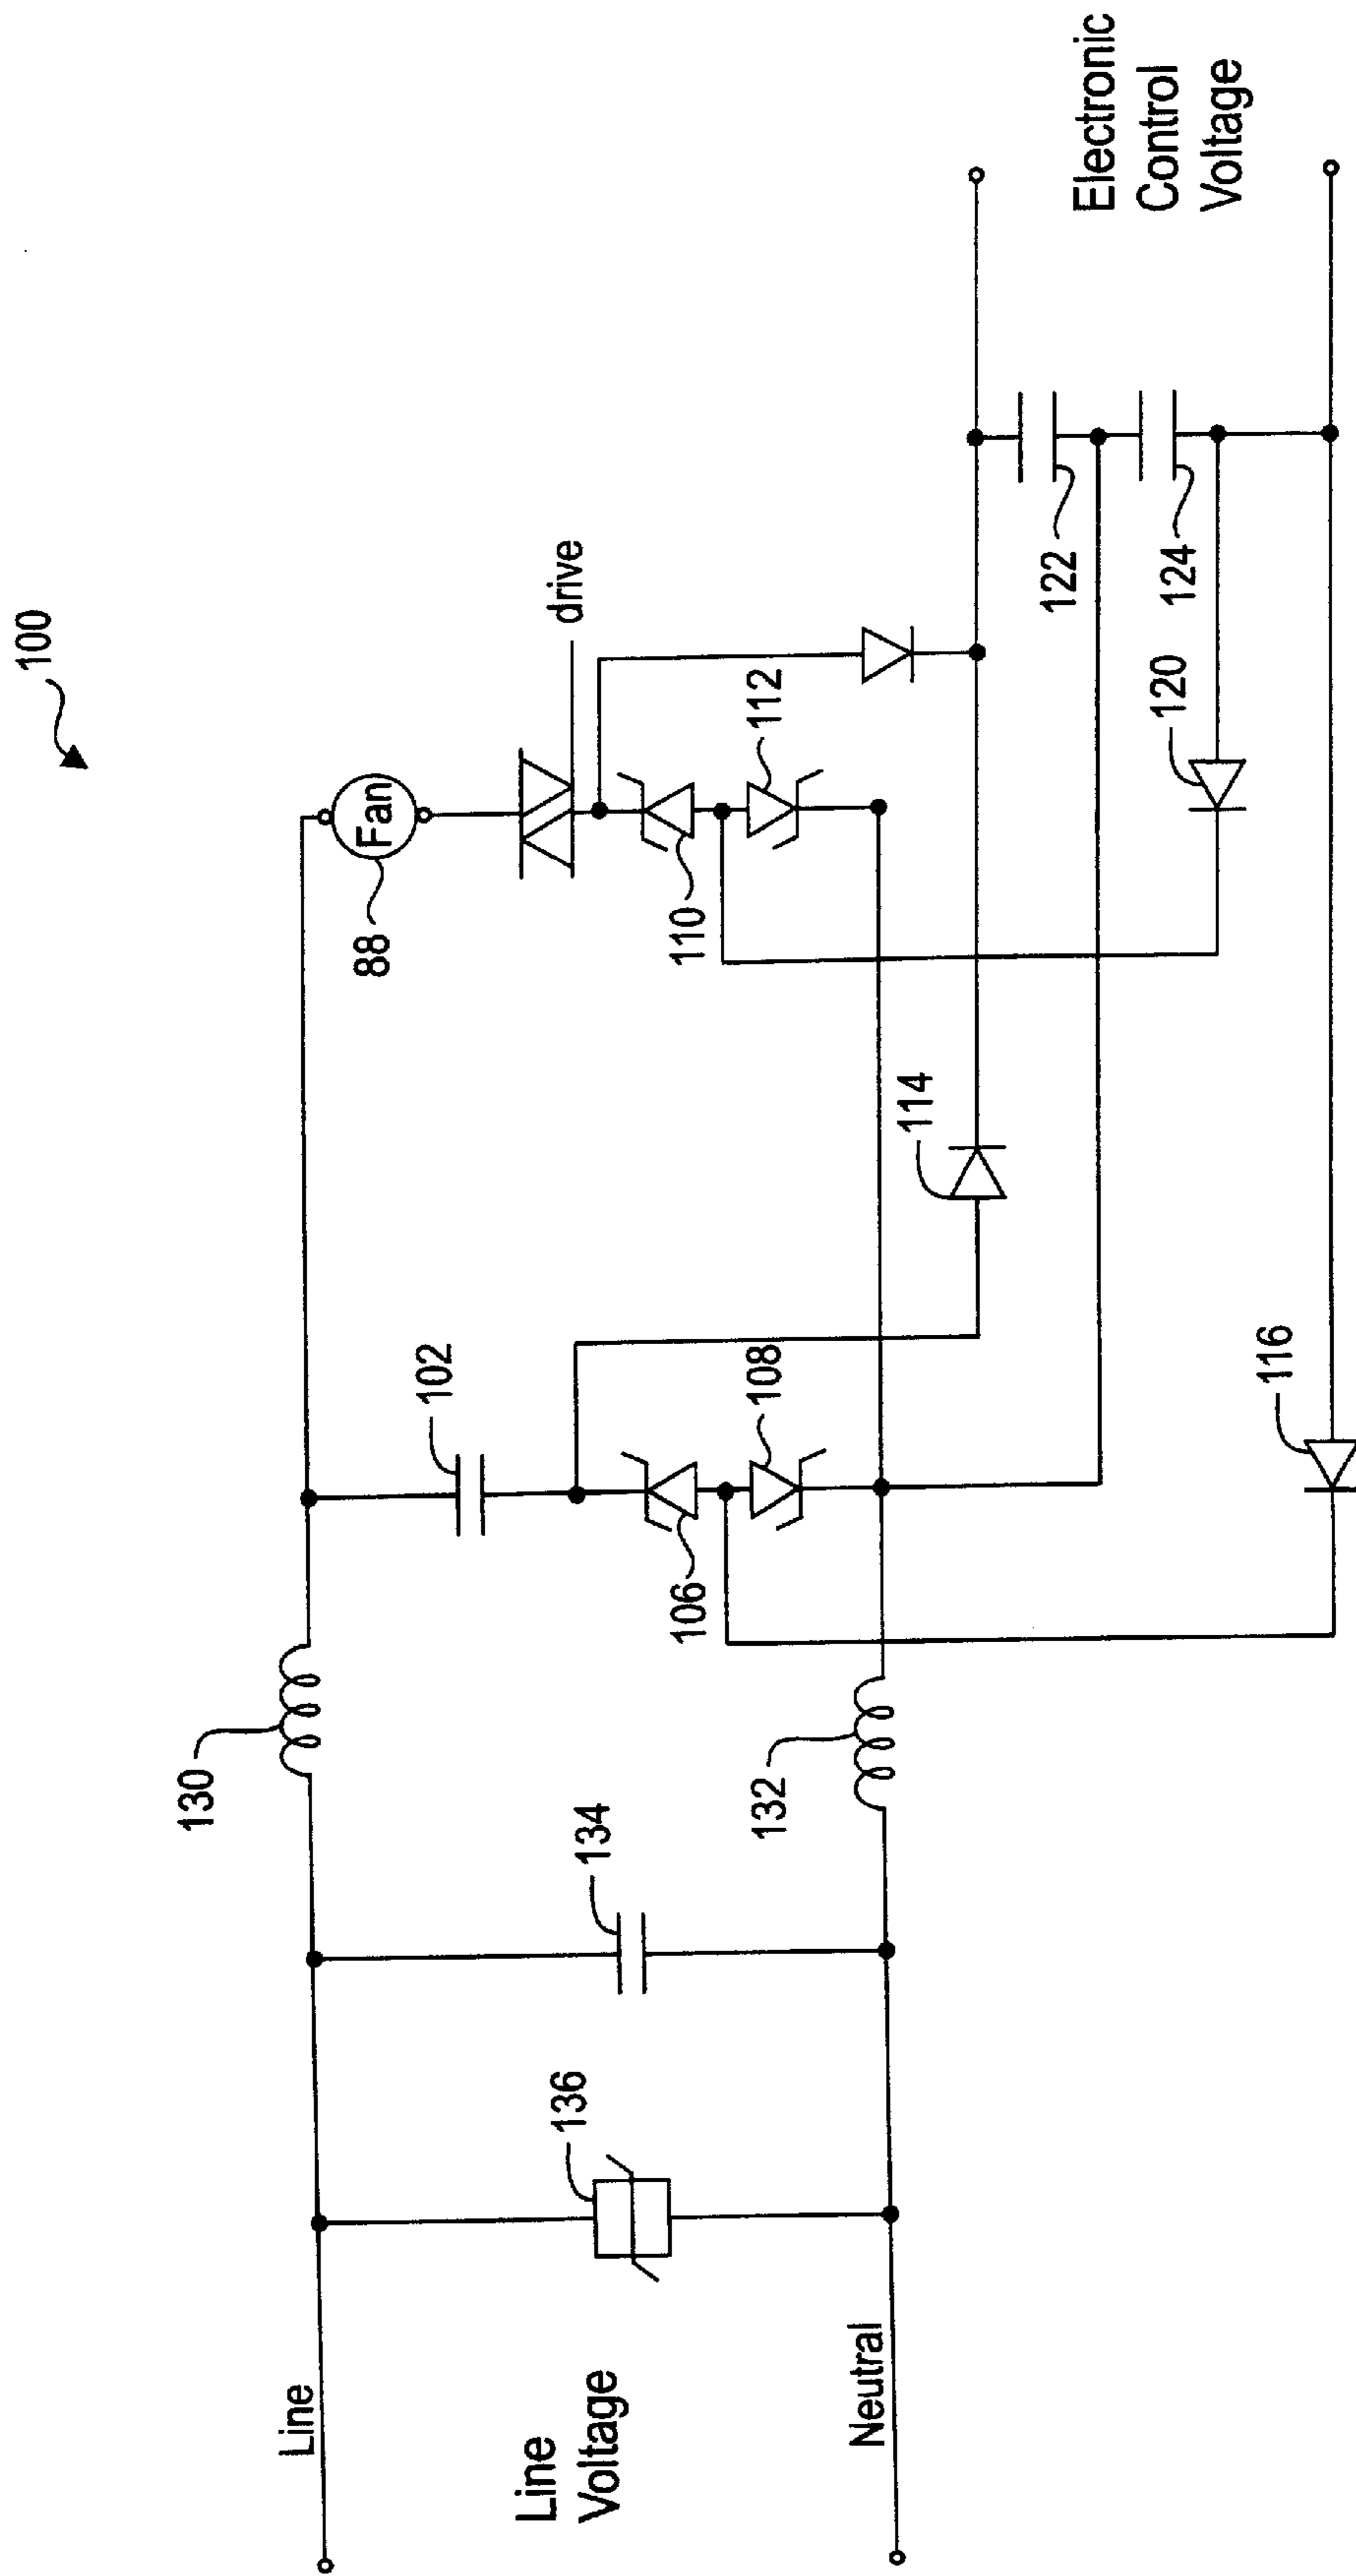 100
Line
Line
Voltage
Neutral
136
134
130
132
102
106
108
116
114
88
Fan
drive
110
112
122
124
120
Electronic
Control
Voltage